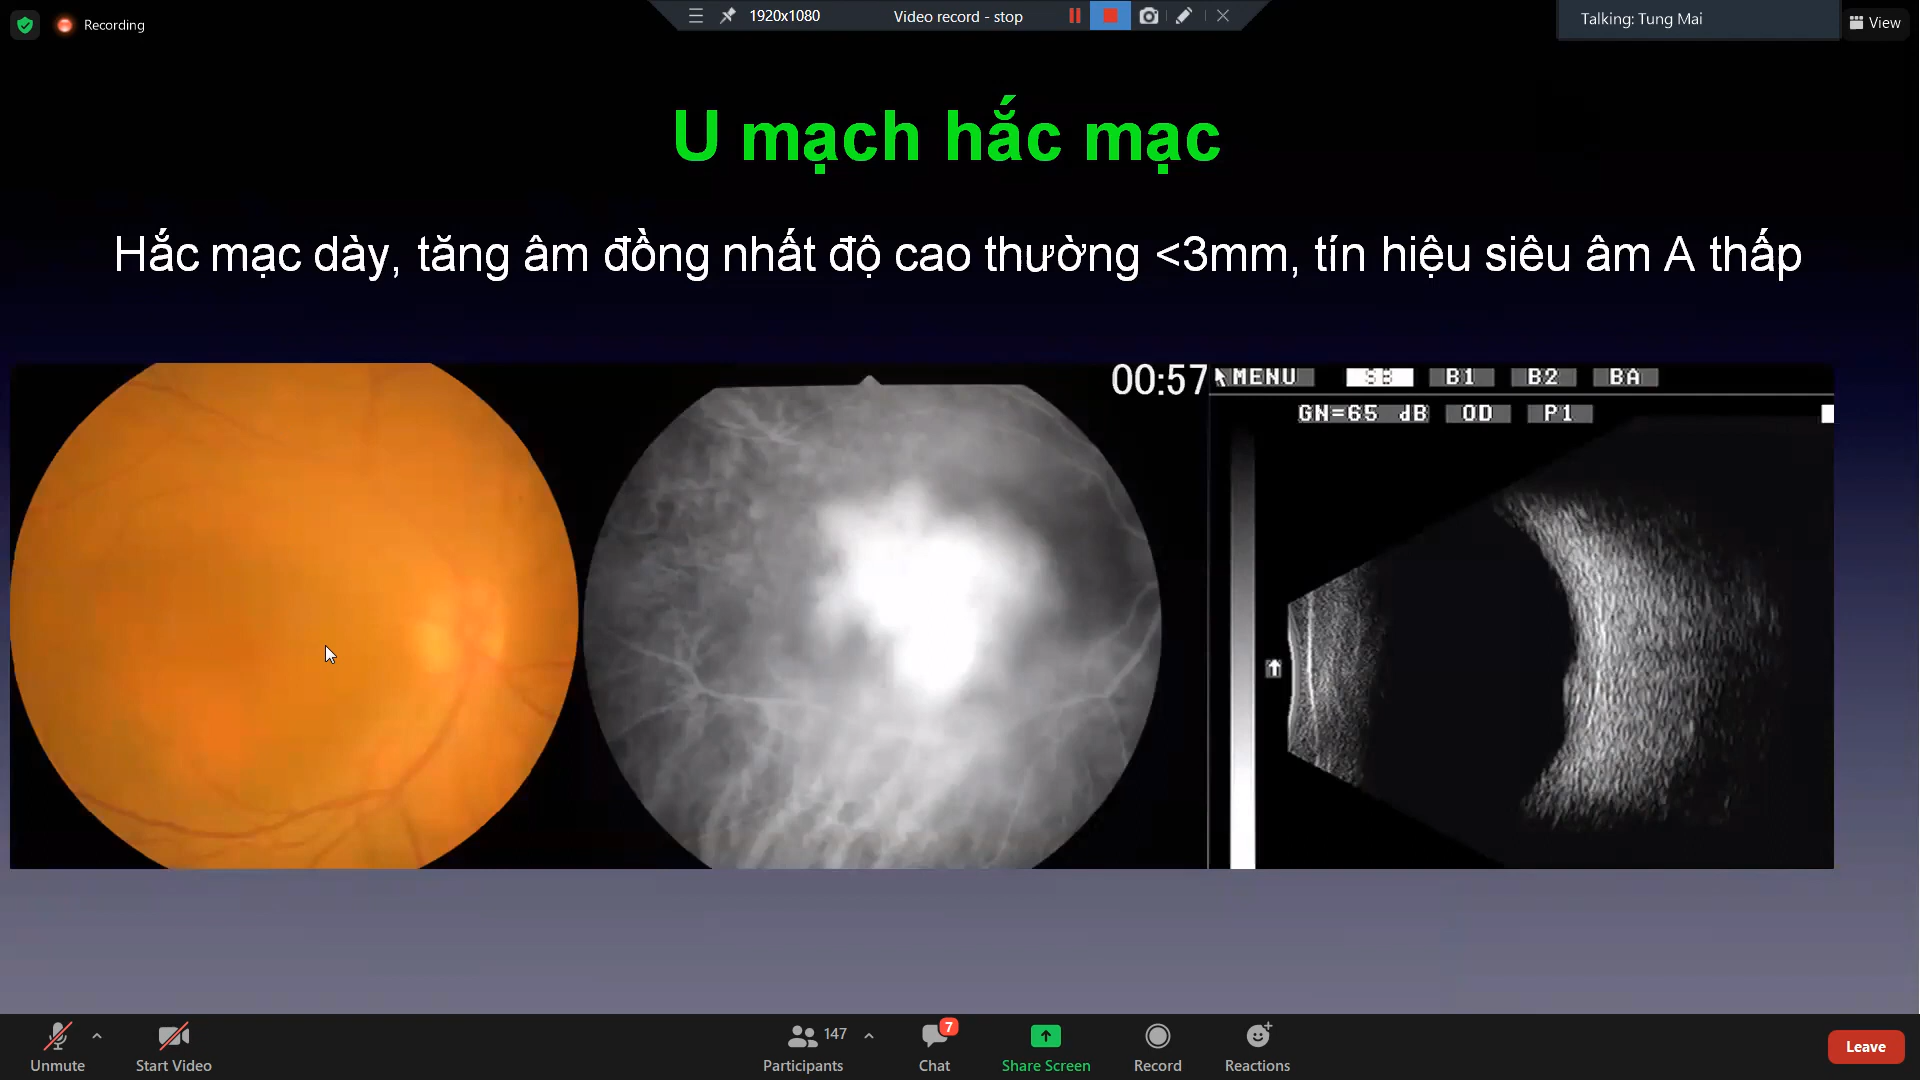 Recording
1920x1080
Video record - stop
Talking: Tung Mai
View
U mạch hắc mạc
Hắc mạc dày, tăng âm đồng nhất độ cao thường <3mm, tín hiệu siêu âm A thấp
00:57
MENU
B1
B2
BA
GN=65 dB
OD
P1
Unmute
Start Video
147
Participants
7
Chat
Share Screen
Record
Reactions
Leave